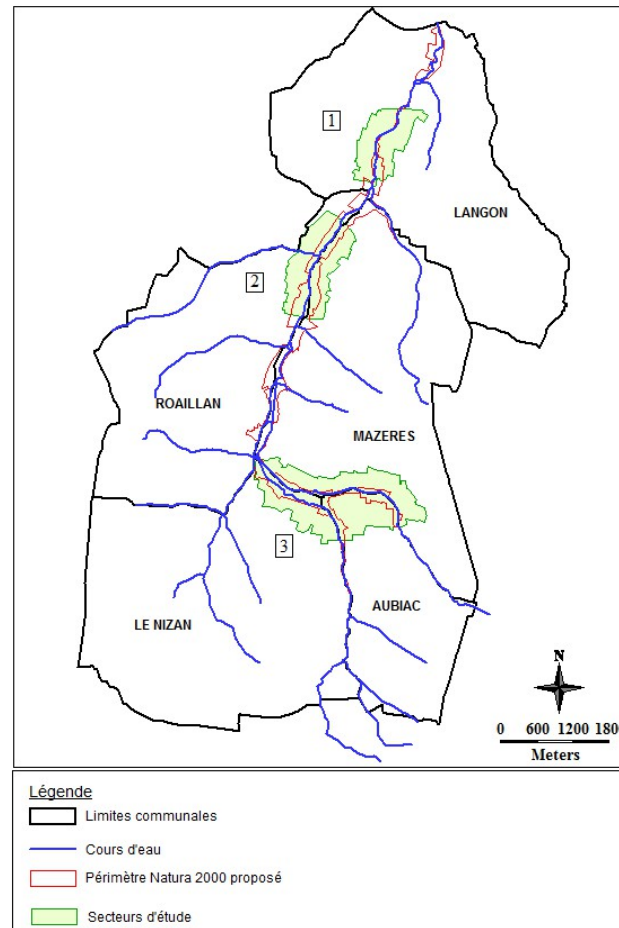 1
LANGON
2
ROAILLAN
MAZERES
3
LE NIZAN
AUBIAC
N
0 600 1200 180
Meters
Légende
Limites communales
Cours d'eau
Périmètre Natura 2000 proposé
Secteurs d'étude